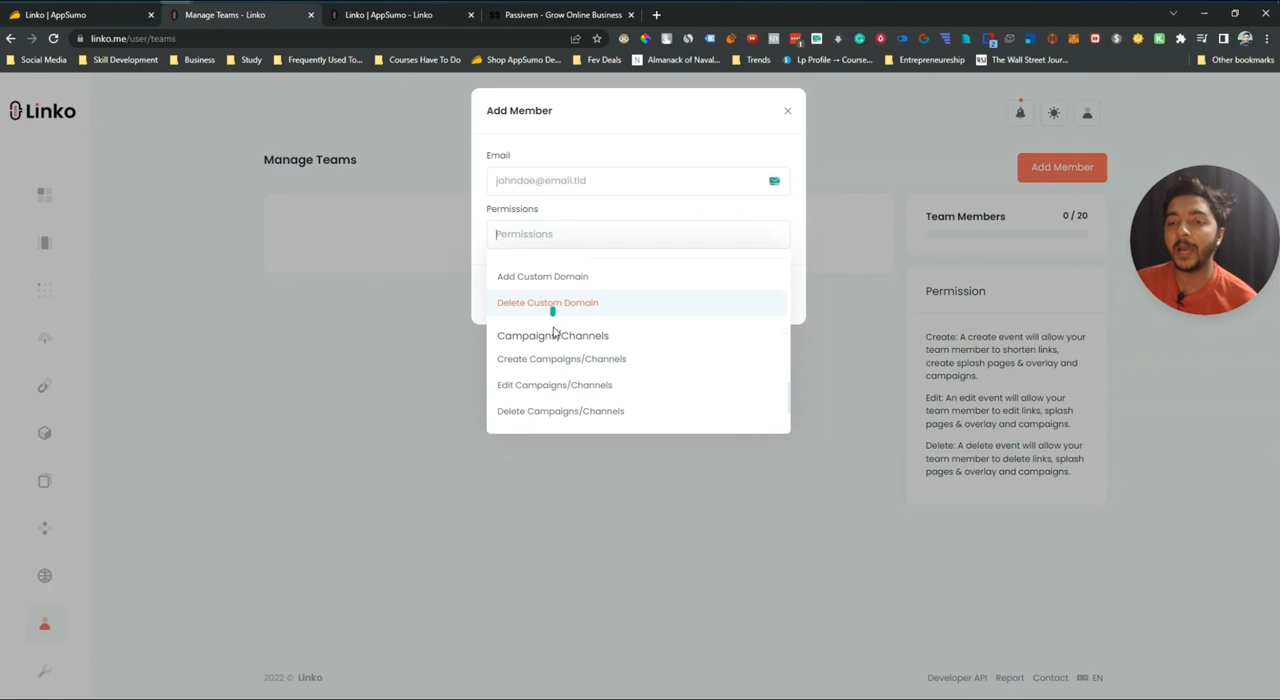 Linko | AppSumo
Manage Teams - Linko
Linko | AppSumo - Linko
Passivern - Grow Online Business
linko.me/user/teams
Social Media
Skill Development
Business
Study
Frequently Used To...
Courses Have To Do
Shop AppSumo De...
Fev Deals
Almanack of Naval...
Trends
Lp Profile → Course...
Entrepreneurship
The Wall Street Jour...
Other bookmarks
Linko
Manage Teams
Add Member
Add Member
Email
johndoe@email.tld
Permissions
Permissions
Add Custom Domain
Delete Custom Domain
Campaigns/Channels
Create Campaigns/Channels
Edit Campaigns/Channels
Delete Campaigns/Channels
Team Members
0 / 20
Permission
Create: A create event will allow your
team member to shorten links,
create splash pages & overlay and
campaigns.
Edit: An edit event will allow your
team member to edit links, splash
pages & overlay and campaigns.
Delete: A delete event will allow your
team member to delete links, splash
pages & overlay and campaigns.
2022 © Linko
Developer API
Report
Contact
EN